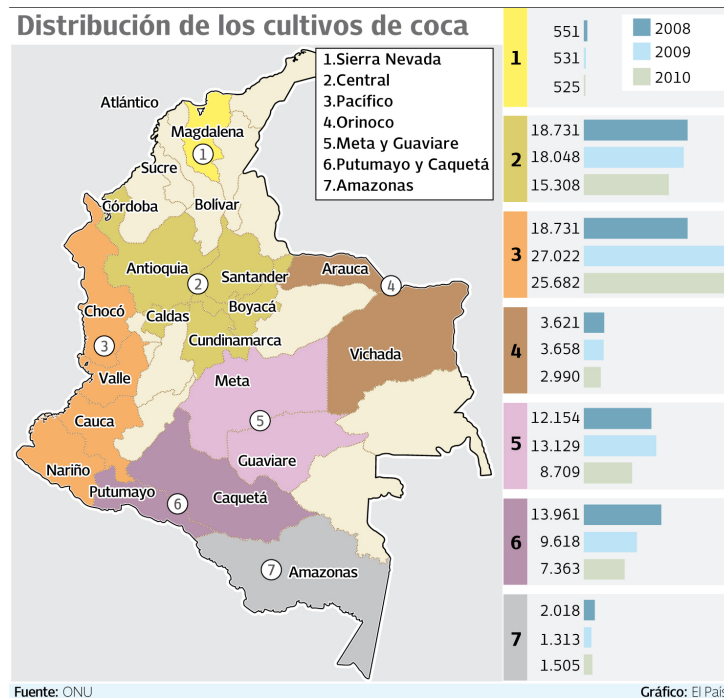 Distribución de los cultivos de coca
1.Sierra Nevada
2.Central
3.Pacífico
4.Orinoco
5.Meta y Guaviare
6.Putumayo y Caquetá
7.Amazonas
Atlántico
Magdalena
1
Sucre
Córdoba
Bolívar
Antioquia
Santander
Arauca
2
4
Boyacá
Chocó
Caldas
Cundinamarca
3
Vichada
Valle
Meta
Cauca
5
Guaviare
Nariño
Putumayo
Caquetá
6
7
Amazonas
2008
2009
2010
1
551
531
525
2
18.731
18.048
15.308
3
18.731
27.022
25.682
4
3.621
3.658
2.990
5
12.154
13.129
8.709
6
13.961
9.618
7.363
7
2.018
1.313
1.505
Fuente: ONU
Gráfico: El País